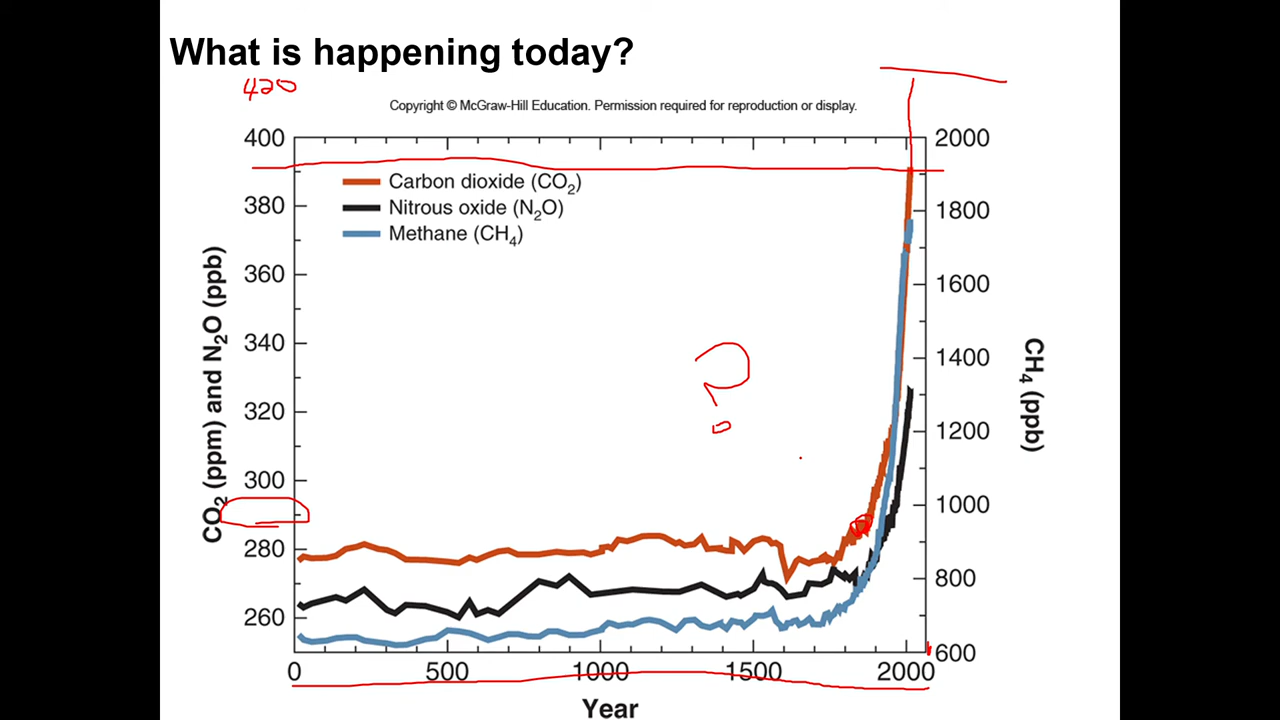 What is happening today?
420
Copyright © McGraw-Hill Education. Permission required for reproduction or display.
400
380
360
340
320
300
280
260
CO₂ (ppm) and N₂O (ppb)
Carbon dioxide (CO₂)
Nitrous oxide (N₂O)
Methane (CH₄)
?
2000
1800
1600
1400
1200
1000
800
600
CH₄ (ppb)
0 500 1000 1500 2000
Year